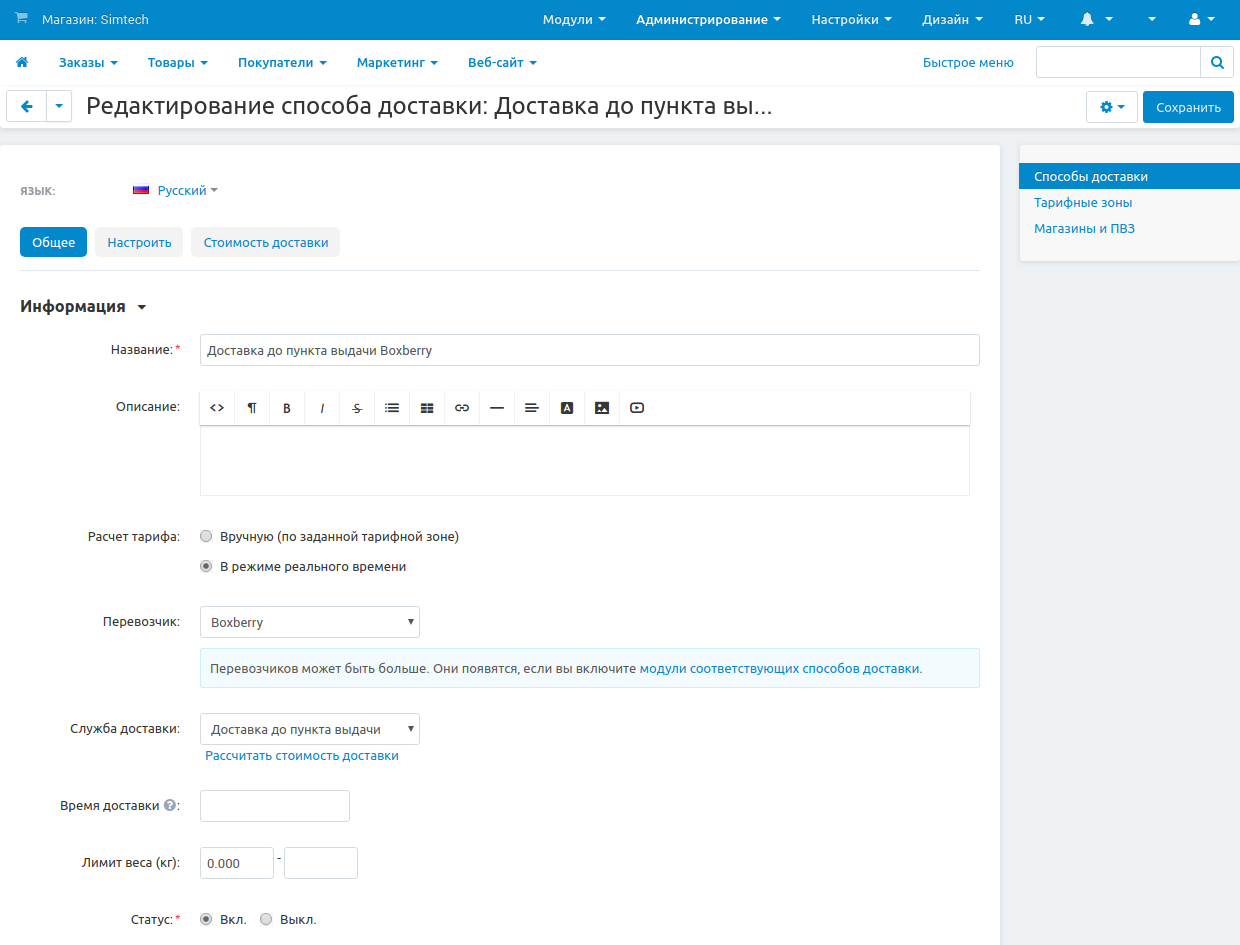 Магазин: Simtech Модули Администрирование Настройки Дизайн RU
Заказы Товары Покупатели Маркетинг Веб-сайт Быстрое меню
Редактирование способа доставки: Доставка до пункта вы... Сохранить
язык: Русский
Общее Настроить Стоимость доставки
Способы доставки
Тарифные зоны
Магазины и ПВЗ
Информация
Название:* Доставка до пункта выдачи Boxberry
Описание: <> ¶ B I S A
Расчет тарифа: Вручную (по заданной тарифной зоне)
В режиме реального времени
Перевозчик: Boxberry
Перевозчиков может быть больше. Они появятся, если вы включите модули соответствующих способов доставки.
Служба доставки: Доставка до пункта выдачи
Рассчитать стоимость доставки
Время доставки ?:
Лимит веса (кг): 0.000 -
Статус:* Вкл. Выкл.